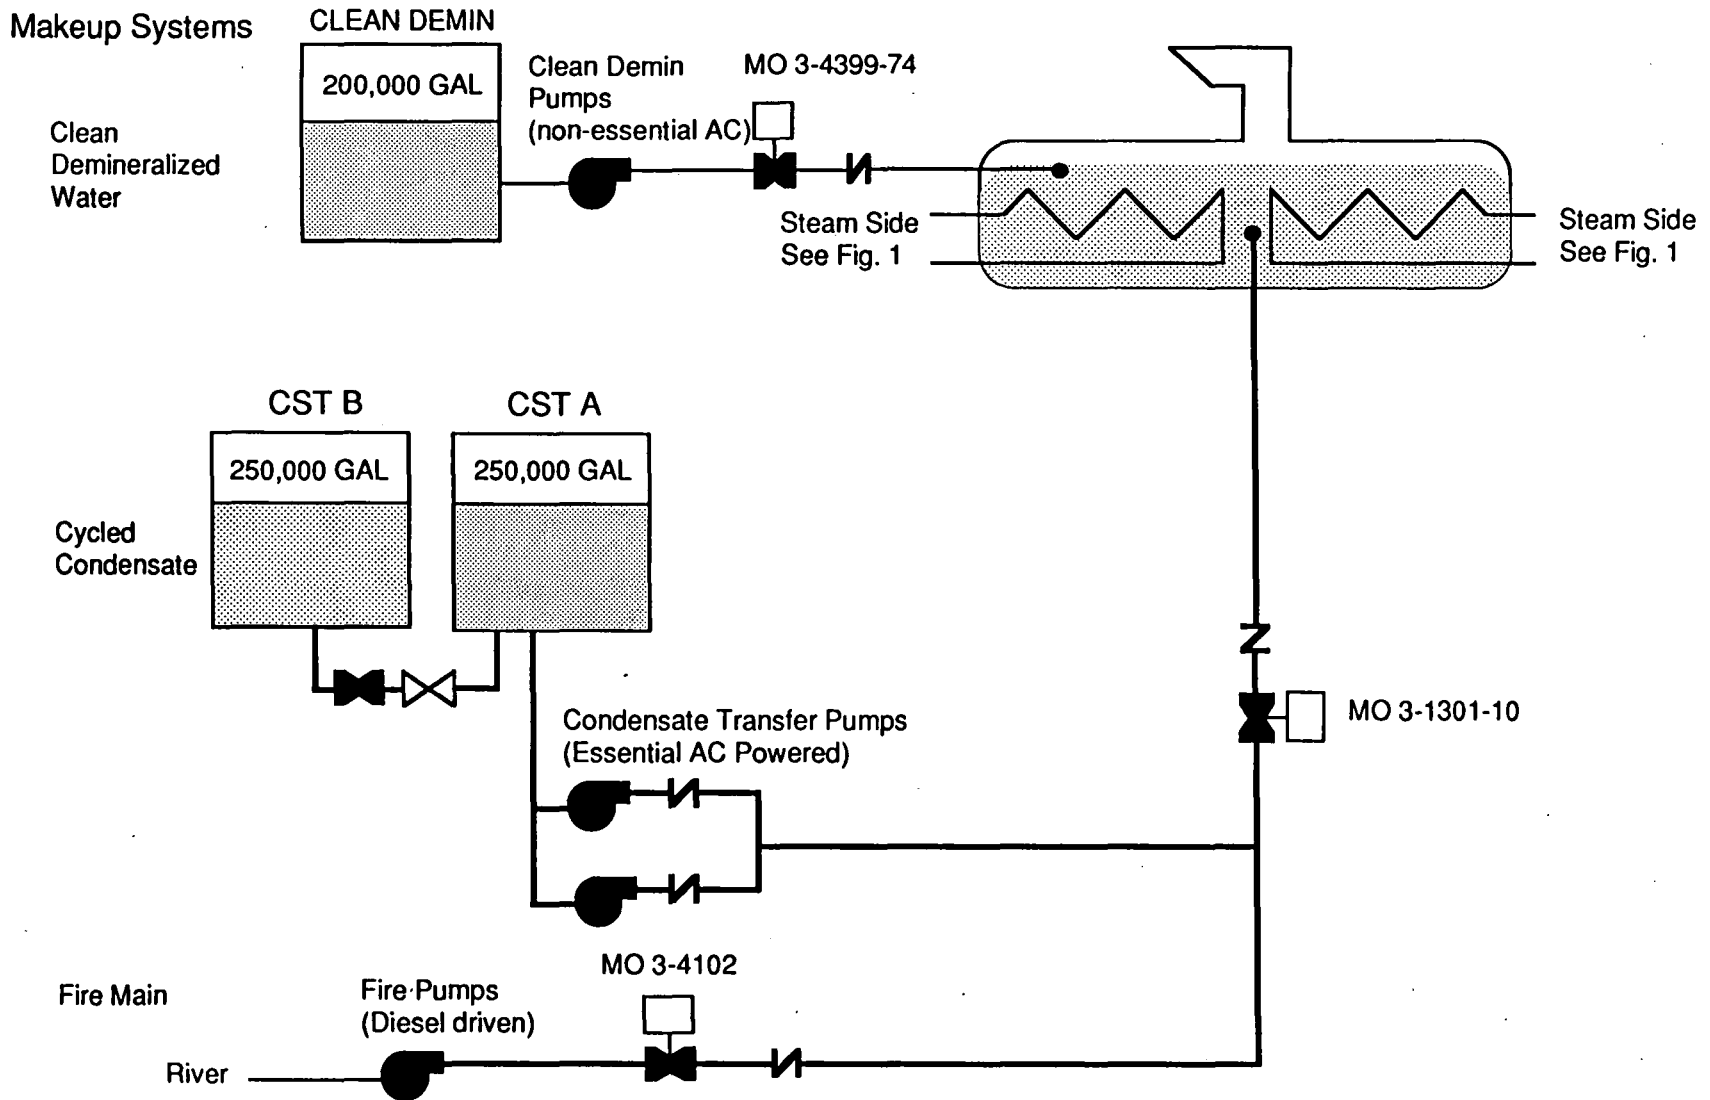 Makeup Systems
CLEAN DEMIN
200,000 GAL
Clean
Demineralized
Water
Clean Demin
Pumps
(non-essential AC)
MO 3-4399-74
Steam Side
See Fig. 1
Steam Side
See Fig. 1
CST B
CST A
250,000 GAL
250,000 GAL
Cycled
Condensate
Condensate Transfer Pumps
(Essential AC Powered)
MO 3-1301-10
MO 3-4102
Fire Main
Fire Pumps
(Diesel driven)
River